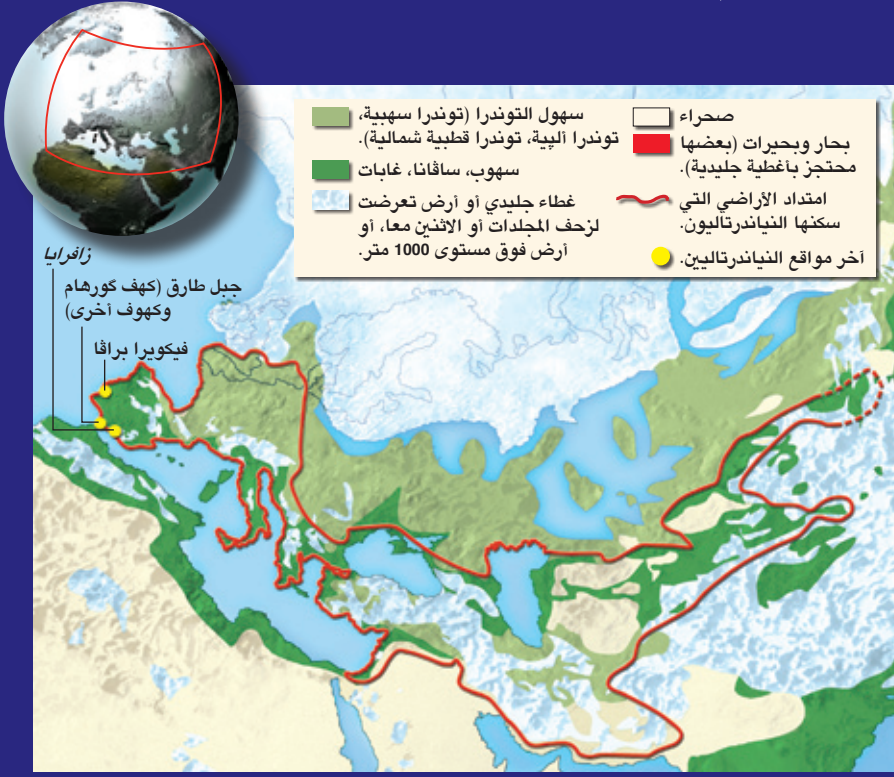 صحراء
بحار وبحيرات (بعضها
محتجز بأغطية جليدية).
امتداد الأراضي التي
سكنها النياندرتاليون.
آخر مواقع النياندرتاليين.
سهول التوندرا (توندرا سهبية،
توندرا ألپية، توندرا قطبية شمالية).
سهوب، ساڤانا، غابات
غطاء جليدي أو أرض تعرضت
لزحف المجلدات أو الاثنين معا، أو
أرض فوق مستوى 1000 متر.
زافرايا
جبل طارق (كهف گورهام
وكهوف أخرى)
فيكويرا براڤا